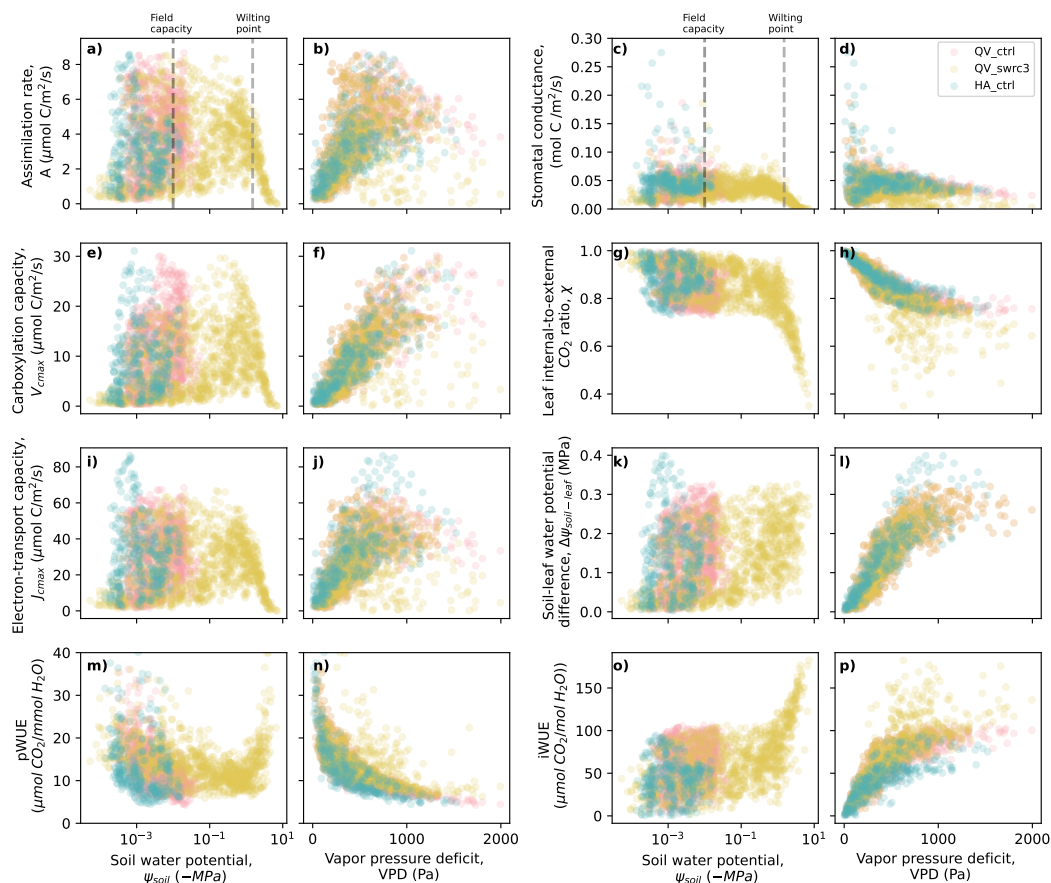 Field
capacity
Wilting
point
Field
capacity
Wilting
point
a)
b)
c)
d)
QV_ctrl
QV_swrc3
HA_ctrl
Assimilation rate,
A (μmol C/m²/s)
8
6
4
2
0
Stomatal conductance,
(mol C /m²/s)
0.30
0.25
0.20
0.15
0.10
0.05
0.00
e)
f)
g)
h)
Carboxylation capacity,
V_cmax (μmol C/m²/s)
30
20
10
0
Leaf internal-to-external
CO₂ ratio, χ
1.0
0.8
0.6
0.4
i)
j)
k)
l)
Electron-transport capacity,
J_cmax (μmol C/m²/s)
80
60
40
20
0
Soil-leaf water potential
difference, Δψ_soil−leaf (MPa)
0.4
0.3
0.2
0.1
0.0
m)
n)
o)
p)
pWUE
(μmol CO₂/mmol H₂O)
40
30
20
10
0
iWUE
(μmol CO₂/mol H₂O))
150
100
50
0
10⁻³ 10⁻¹ 10¹
0 1000 2000
10⁻³ 10⁻¹ 10¹
0 1000 2000
Soil water potential,
ψ_soil (−MPa)
Vapor pressure deficit,
VPD (Pa)
Soil water potential,
ψ_soil (−MPa)
Vapor pressure deficit,
VPD (Pa)